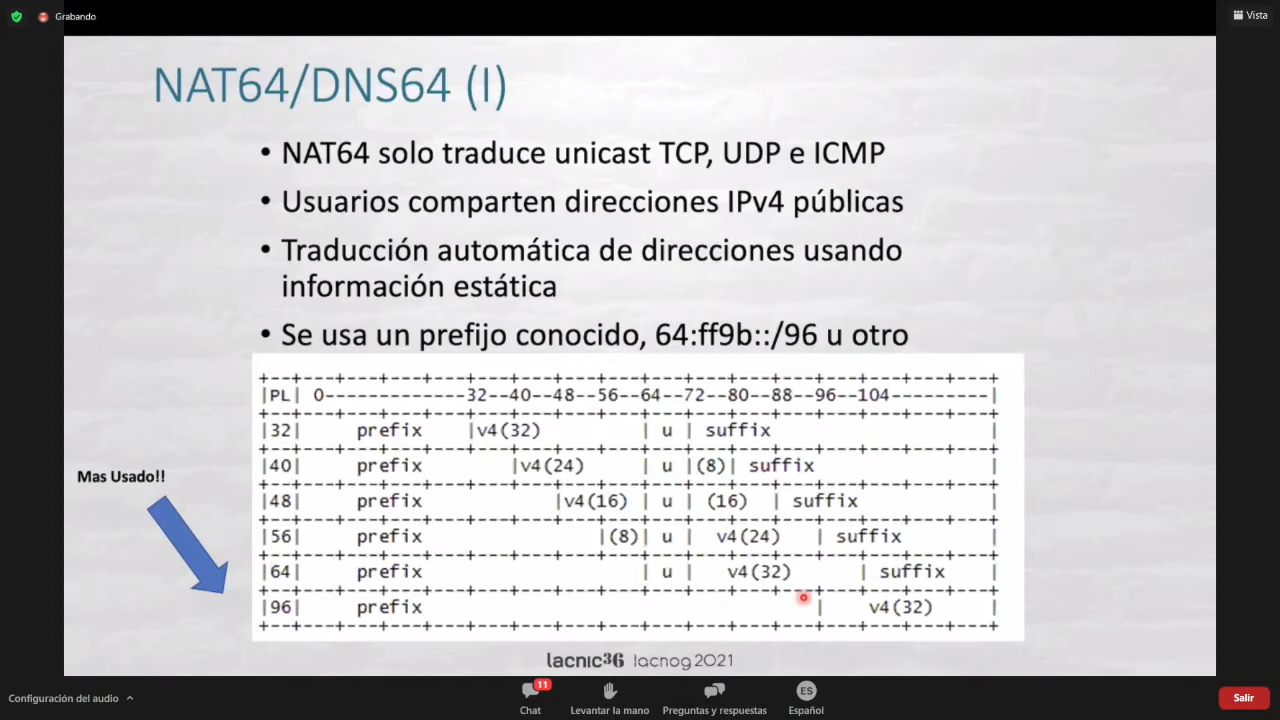 Grabando
Vista
NAT64/DNS64 (I)
• NAT64 solo traduce unicast TCP, UDP e ICMP
• Usuarios comparten direcciones IPv4 públicas
• Traducción automática de direcciones usando
información estática
• Se usa un prefijo conocido, 64:ff9b::/96 u otro
+--+---+---+---+---+---+---+---+---+---+---+---+---+---+---+---+---+
|PL| 0-------------32--40--48--56--64--72--80--88--96--104---------|
+--+---+---+---+---+---+---+---+---+---+---+---+---+---+---+---+---+
|32|     prefix    |v4(32)         | u | suffix                    |
+--+---+---+---+---+---+---+---+---+---+---+---+---+---+---+---+---+
|40|     prefix        |v4(24)     | u |(8)| suffix                |
+--+---+---+---+---+---+---+---+---+---+---+---+---+---+---+---+---+
|48|     prefix            |v4(16) | u | (16)  | suffix            |
+--+---+---+---+---+---+---+---+---+---+---+---+---+---+---+---+---+
|56|     prefix                |(8)| u |  v4(24)   | suffix        |
+--+---+---+---+---+---+---+---+---+---+---+---+---+---+---+---+---+
|64|     prefix                    | u |   v4(32)      | suffix    |
+--+---+---+---+---+---+---+---+---+---+---+---+---+---+---+---+---+
|96|     prefix                                    |    v4(32)     |
+--+---+---+---+---+---+---+---+---+---+---+---+---+---+---+---+---+
Mas Usado!!
lacnic36 lacnog2021
Configuración del audio
11
Chat
Levantar la mano
Preguntas y respuestas
ES
Español
Salir